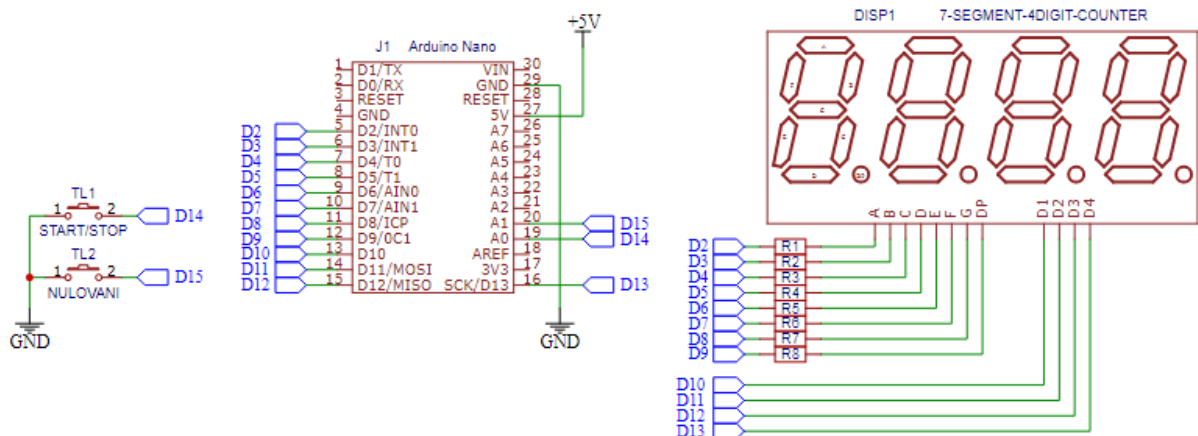 DISP1 7-SEGMENT-4DIGIT-COUNTER
+5V
J1 Arduino Nano
1 D1/TX VIN 30
2 D0/RX GND 29
3 RESET RESET 28
4 GND 5V 27
D2 5 D2/INT0 A7 26
D3 6 D3/INT1 A6 25
D4 7 D4/T0 A5 24
D5 8 D5/T1 A4 23
D6 9 D6/AIN0 A3 22
D7 10 D7/AIN1 A2 21
D8 11 D8/ICP A1 20 D15
D9 12 D9/0C1 A0 19 D14
D10 13 D10 AREF 18
D11 14 D11/MOSI 3V3 17
D12 15 D12/MISO SCK/D13 16 D13
GND
TL1
1 2 D14
START/STOP
TL2
1 2 D15
NULOVANI
GND
A B C D E F G DP D1 D2 D3 D4
D2 R1
D3 R2
D4 R3
D5 R4
D6 R5
D7 R6
D8 R7
D9 R8
D10
D11
D12
D13